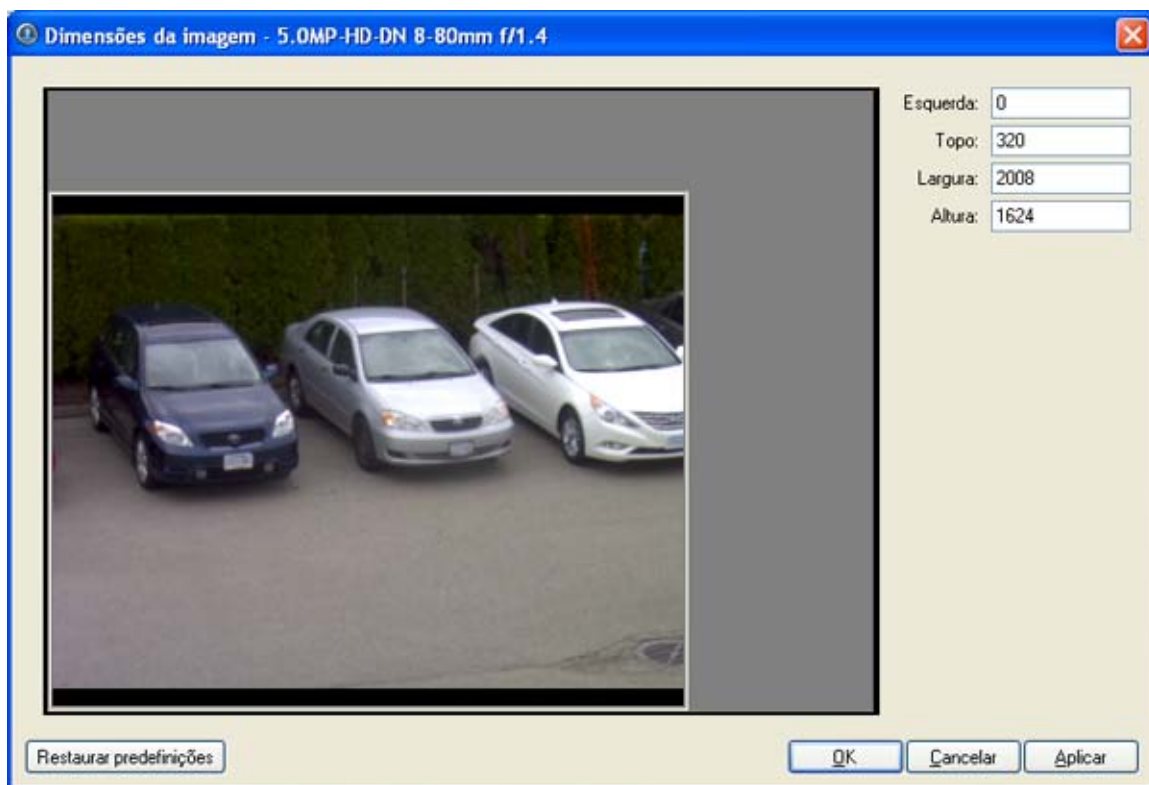 Dimensões da imagem - 5.0MP-HD-DN 8-80mm f/1.4
Esquerda: 0
Topo: 320
Largura: 2008
Altura: 1624
Restaurar predefinições
OK
Cancelar
Aplicar